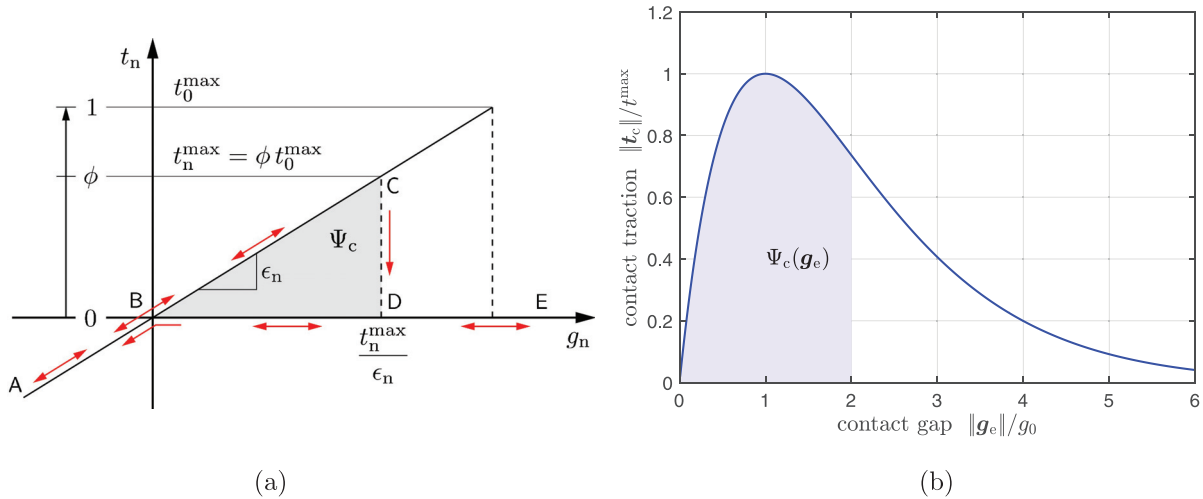 t_n
t_0^max
1
t_n^max = ϕ t_0^max
ϕ
C
Ψ_c
ϵ_n
B
D
E
0
t_n^max
ϵ_n
g_n
A
(a)
1.2
1
0.8
0.6
0.4
0.2
0
contact traction ‖t_c‖/t^max
Ψ_c(g_e)
0 1 2 3 4 5 6
contact gap ‖g_e‖/g_0
(b)